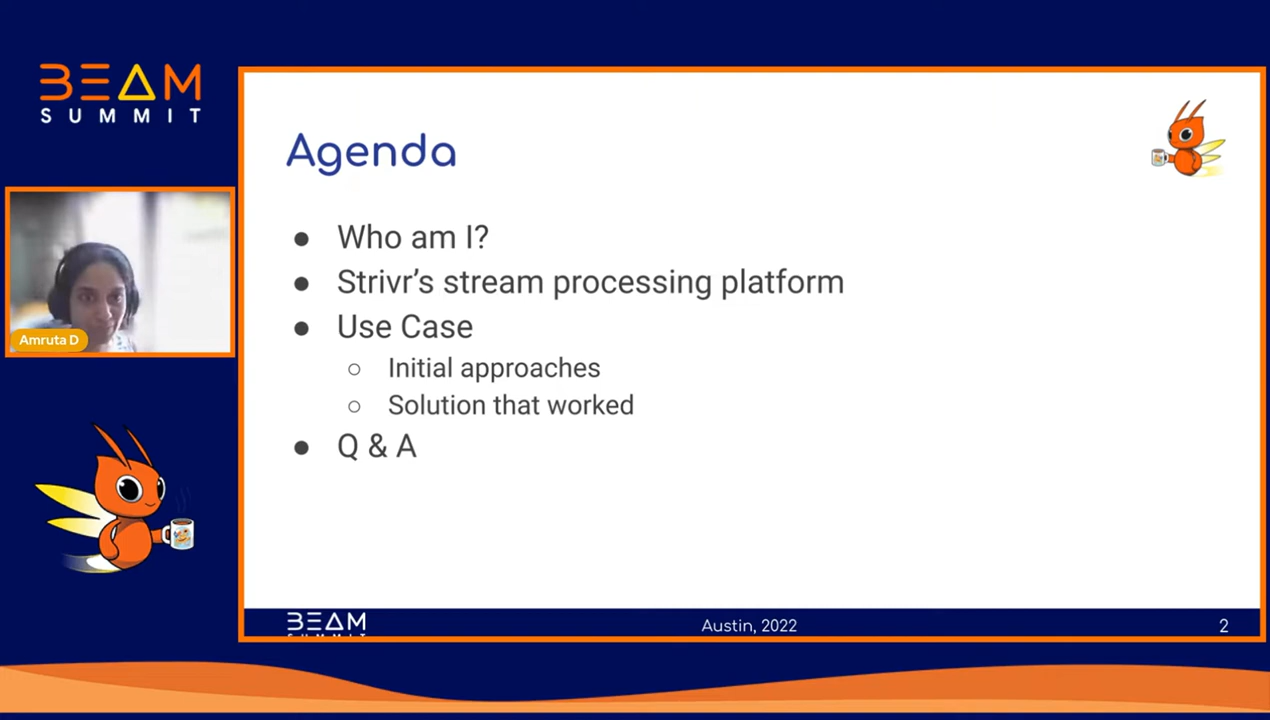 BEAM
SUMMIT
Amruta D
Agenda
● Who am I?
● Strivr's stream processing platform
● Use Case
○ Initial approaches
○ Solution that worked
● Q & A
BEAM
SUMMIT
Austin, 2022
2